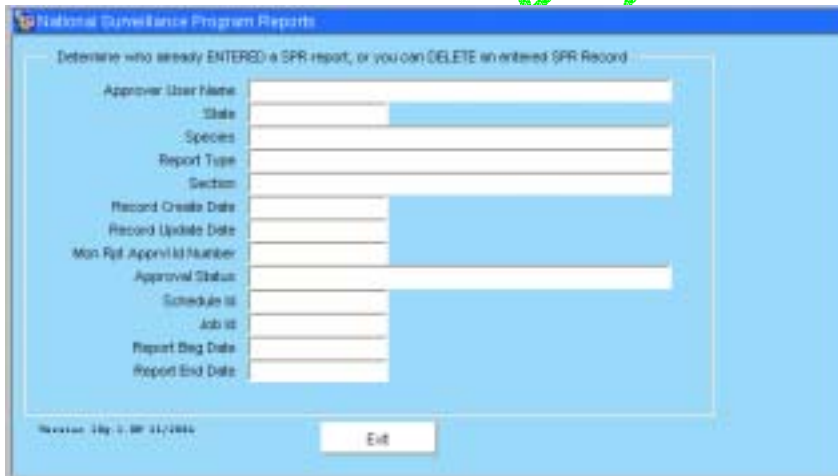 National Surveillance Program Reports
Determine who already ENTERED a SPR report, or you can DELETE an entered SPR Record
Approver User Name
State
Species
Report Type
Section
Record Create Date
Record Update Date
Mon Rpt Apprvl Id Number
Approval Status
Schedule Id
Job Id
Report Beg Date
Report End Date
Version 10g
Exit